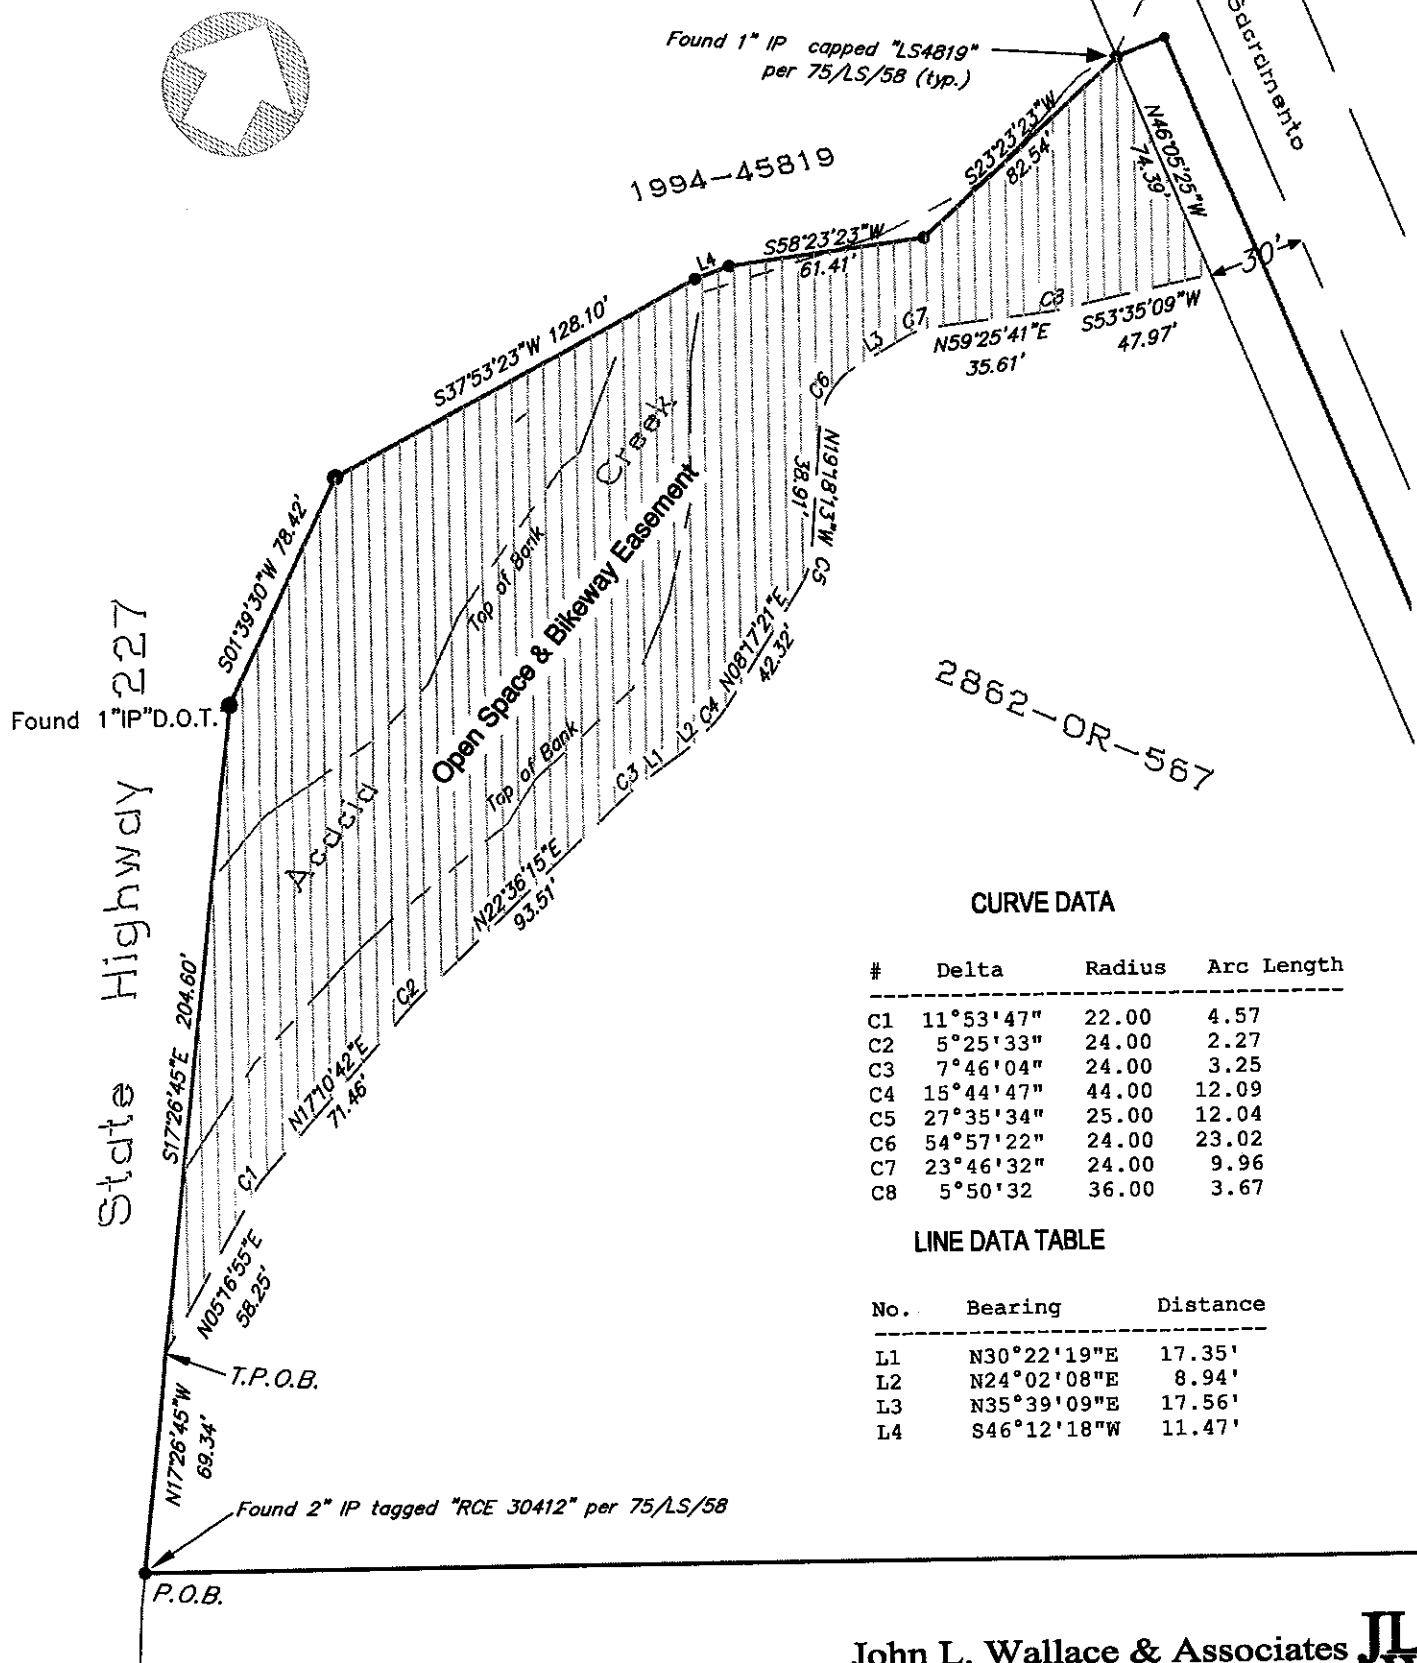 Found 1" IP capped "LS4819"
per 75/LS/58 (typ.)
Sacramento
1994-45819
S23°23'23"W
82.54'
N46°05'25"W
74.39'
30'
L4
S58°23'23"W
61.41'
C7
C8
L3
N59°25'41"E
35.61'
S53°35'09"W
47.97'
S37°53'23"W 128.10'
C6
Creek
N19°18'13"W
38.91'
C5
S01°39'30"W 78.42'
Top of Bank
Open Space & Bikeway Easement
N08°17'21"E
42.32'
2862-OR-567
Found 1"IP"D.O.T.
State Highway 227
Acacia
Top of Bank
C4
L2
L1
C3
N22°36'15"E
93.51'
C2
S17°26'45"E 204.60'
N17°10'42"E
71.46'
C1
N05°16'55"E
58.25'
T.P.O.B.
N17°26'45"W
69.34'
Found 2" IP tagged "RCE 30412" per 75/LS/58
P.O.B.
CURVE DATA
# Delta Radius Arc Length
C1 11°53'47" 22.00 4.57
C2 5°25'33" 24.00 2.27
C3 7°46'04" 24.00 3.25
C4 15°44'47" 44.00 12.09
C5 27°35'34" 25.00 12.04
C6 54°57'22" 24.00 23.02
C7 23°46'32" 24.00 9.96
C8 5°50'32 36.00 3.67
LINE DATA TABLE
No. Bearing Distance
L1 N30°22'19"E 17.35'
L2 N24°02'08"E 8.94'
L3 N35°39'09"E 17.56'
L4 S46°12'18"W 11.47'
John L. Wallace & Associates JL